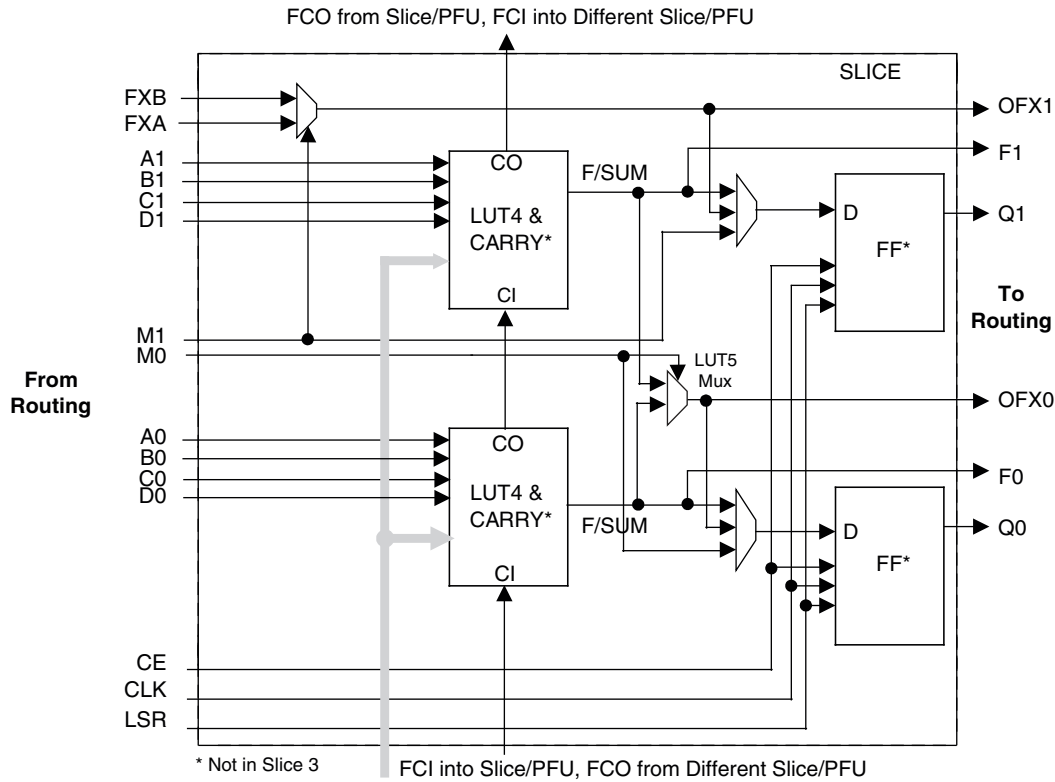 FCO from Slice/PFU, FCI into Different Slice/PFU
SLICE
FXB
FXA
OFX1
F1
A1
B1
C1
D1
CO
LUT4 &
CARRY*
CI
F/SUM
D
FF*
Q1
To
Routing
M1
M0
From
Routing
LUT5
Mux
OFX0
A0
B0
C0
D0
CO
LUT4 &
CARRY*
CI
F/SUM
F0
D
FF*
Q0
CE
CLK
LSR
* Not in Slice 3
FCI into Slice/PFU, FCO from Different Slice/PFU